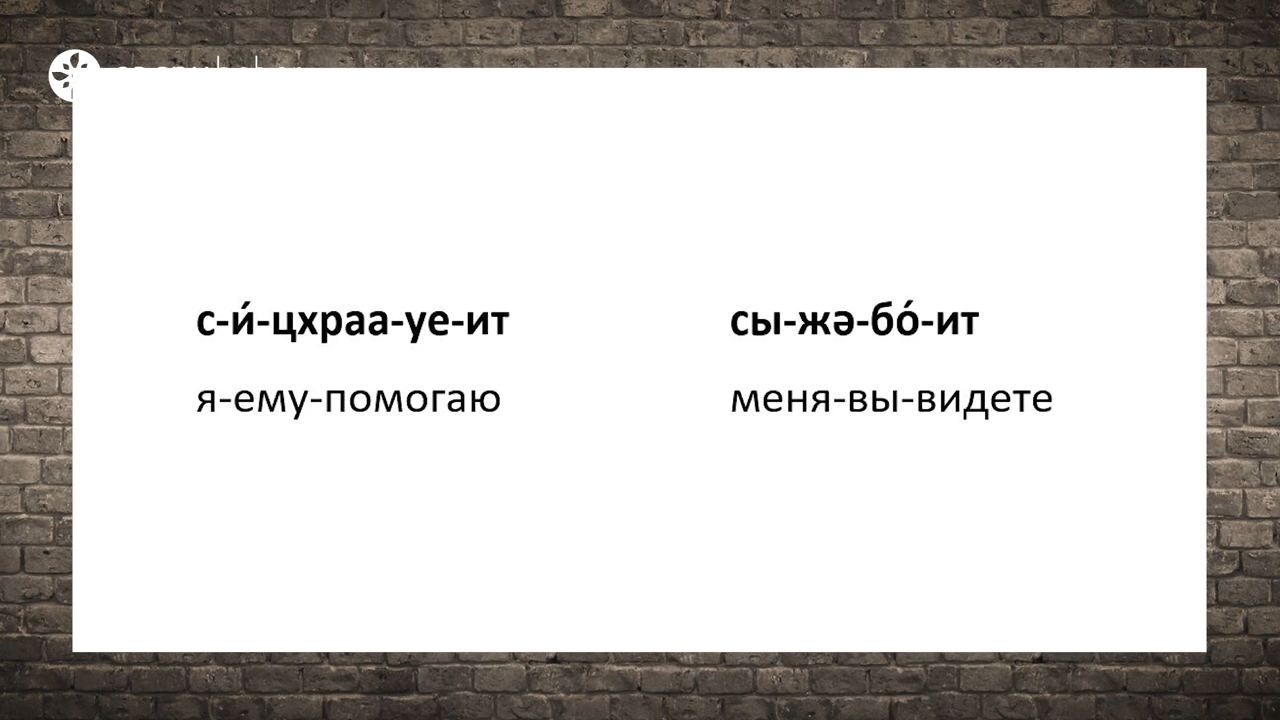 с-и́-цхраа-уе-ит
я-ему-помогаю
сы-жә-бо́-ит
меня-вы-видете